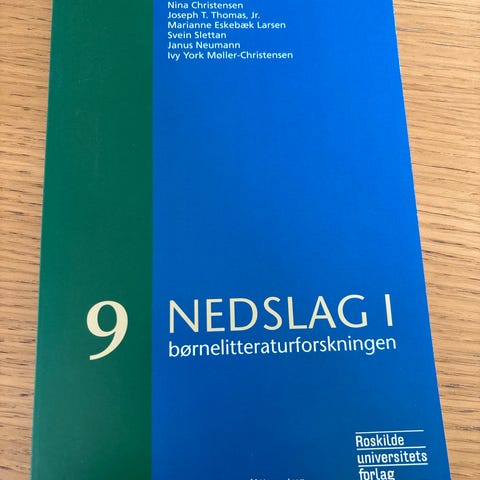 Nina Christensen
Joseph T. Thomas, Jr.
Marianne Eskebæk Larsen
Svein Slettan
Janus Neumann
Ivy York Møller-Christensen
9 NEDSLAG I
børnelitteraturforskningen
Roskilde
universitets
forlag